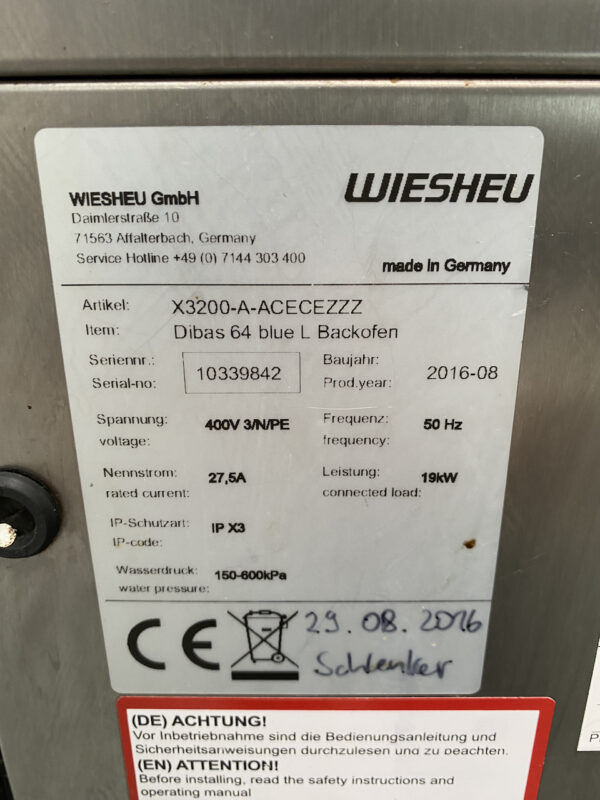 WIESHEU GmbH
WIESHEU
Daimlerstraße 10
71563 Affalterbach, Germany
Service Hotline +49 (0) 7144 303 400
made in Germany
Artikel: X3200-A-ACECEZZZ
Item: Dibas 64 blue L Backofen
Seriennr.: Baujahr:
10339842 2016-08
Serial-no: Prod.year:
Spannung: 400V 3/N/PE Frequenz: 50 Hz
voltage: frequency:
Nennstrom: 27,5A Leistung: 19kW
rated current: connected load:
IP-Schutzart: IP X3
IP-code:
Wasserdruck: 150-600kPa
water pressure:
CE 29.08.2016
Schlenker
(DE) ACHTUNG!
Vor Inbetriebnahme sind die Bedienungsanleitung und
Sicherheitsanweisungen durchzulesen und zu beachten.
(EN) ATTENTION!
Before installing, read the safety instructions and
operating manual